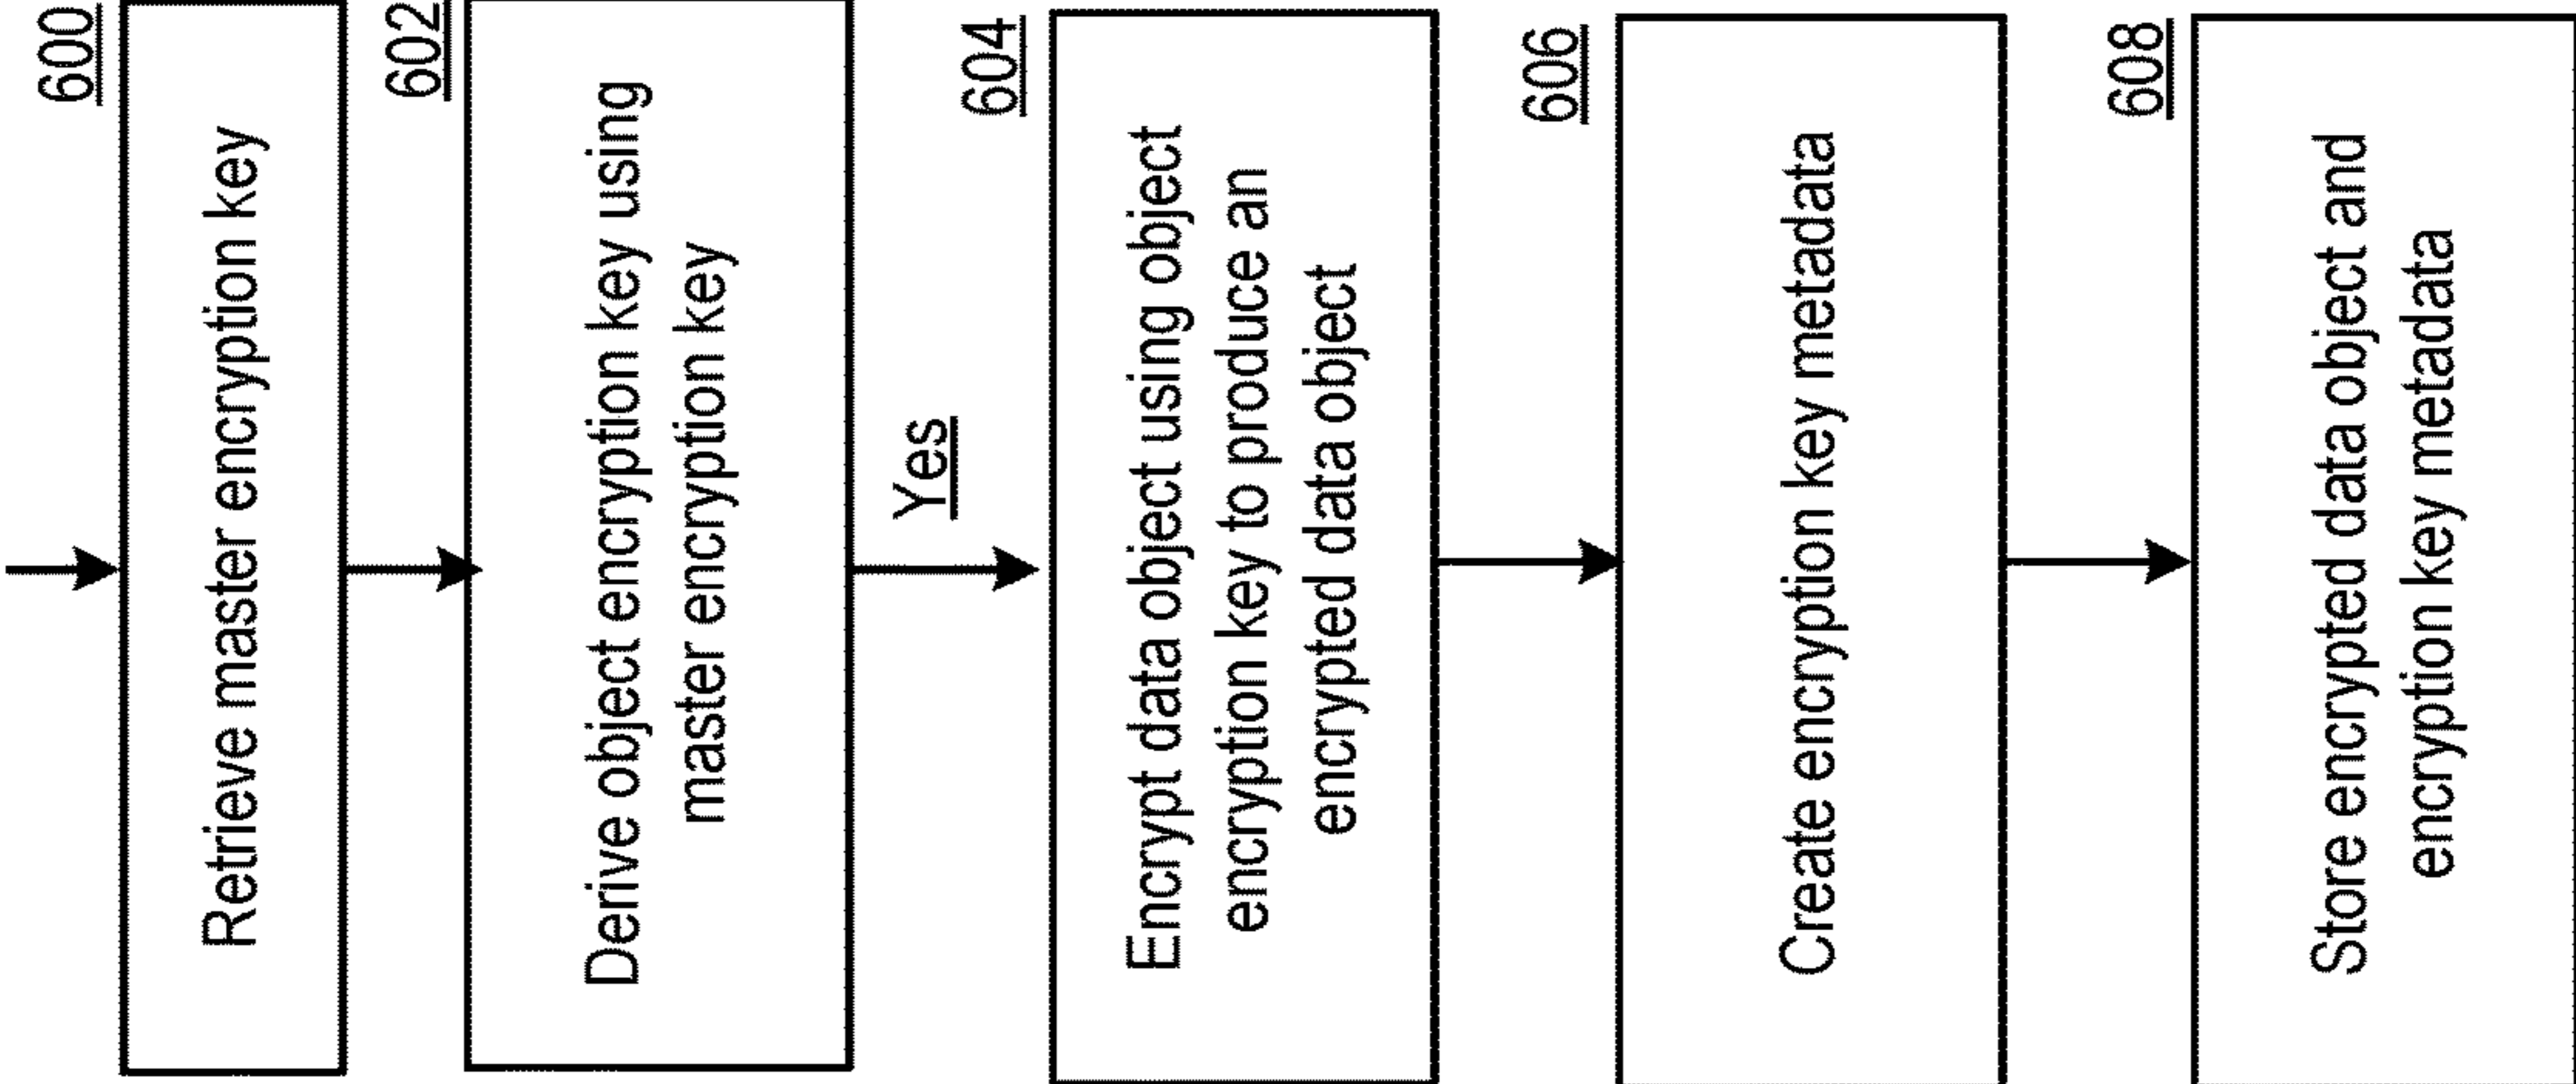 600
Retrieve master encryption key
602
Derive object encryption key using
master encryption key
Yes
604
Encrypt data object using object
encryption key to produce an
encrypted data object
606
Create encryption key metadata
608
Store encrypted data object and
encryption key metadata